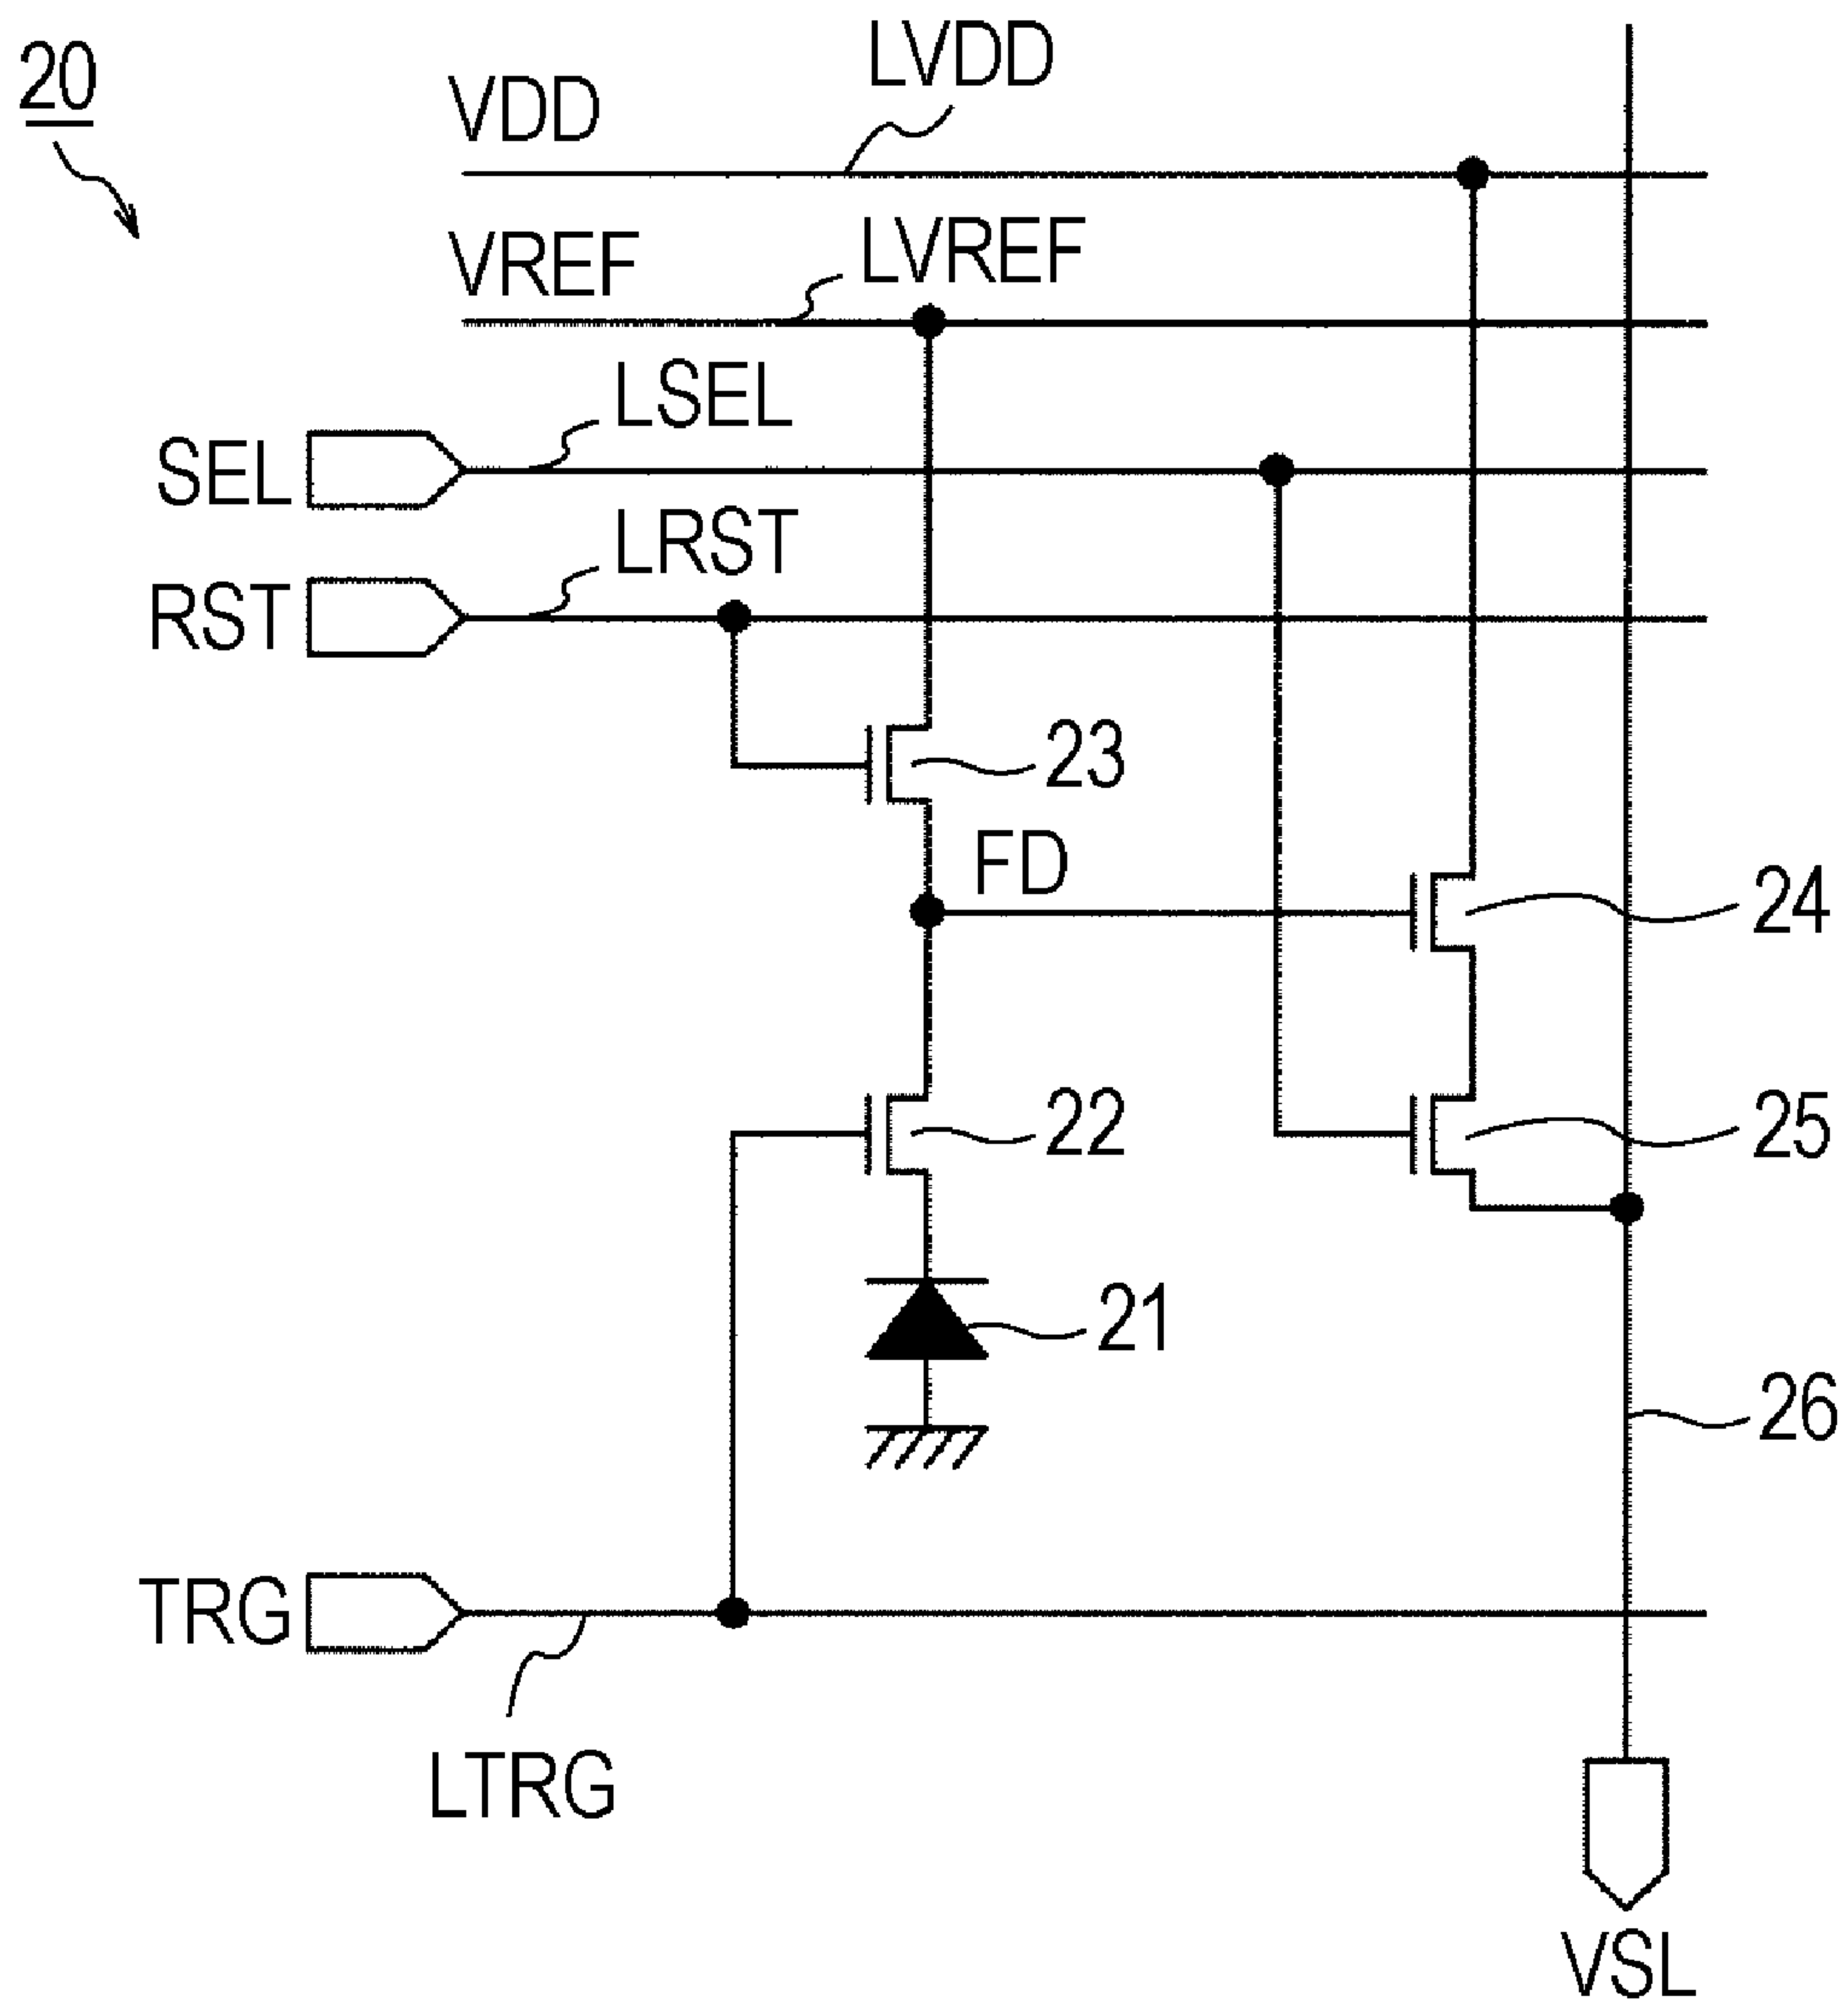 20
LVDD
VDD
LVREF
VREF
LSEL
SEL
LRST
RST
23
FD
24
22
25
21
26
TRG
LTRG
VSL